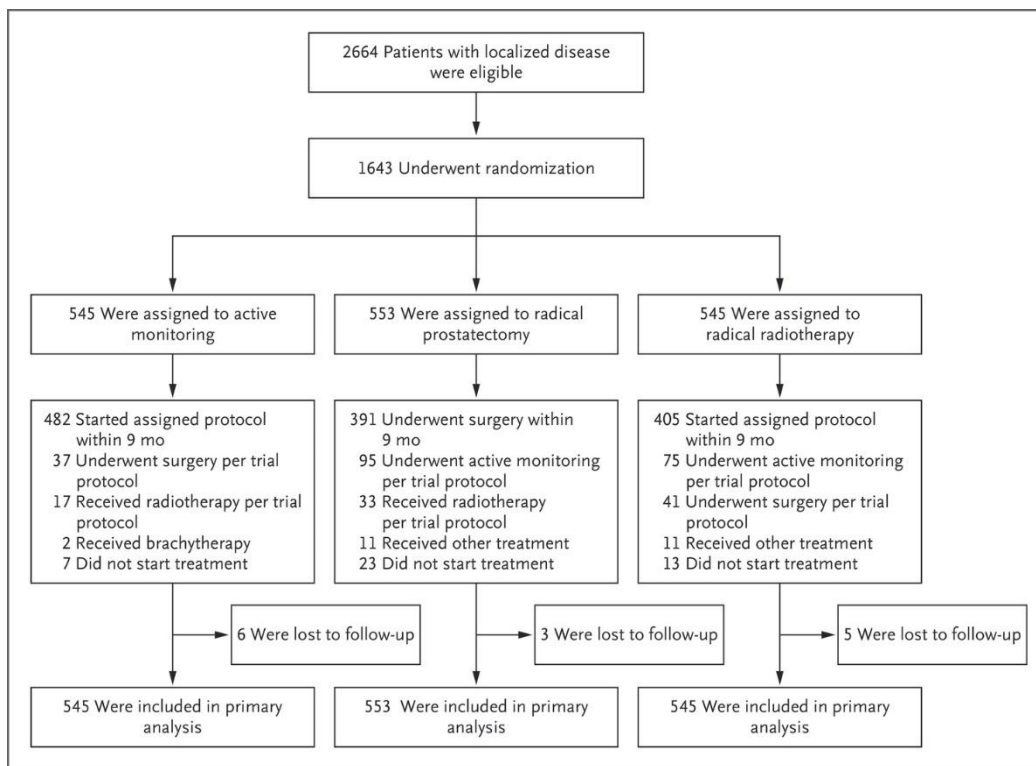 2664 Patients with localized disease
were eligible
1643 Underwent randomization
545 Were assigned to active
monitoring
553 Were assigned to radical
prostatectomy
545 Were assigned to
radical radiotherapy
482 Started assigned protocol
within 9 mo
37 Underwent surgery per trial
protocol
17 Received radiotherapy per trial
protocol
2 Received brachytherapy
7 Did not start treatment
391 Underwent surgery within
9 mo
95 Underwent active monitoring
per trial protocol
33 Received radiotherapy
per trial protocol
11 Received other treatment
23 Did not start treatment
405 Started assigned protocol
within 9 mo
75 Underwent active monitoring
per trial protocol
41 Underwent surgery per trial
protocol
11 Received other treatment
13 Did not start treatment
6 Were lost to follow-up
3 Were lost to follow-up
5 Were lost to follow-up
545 Were included in primary
analysis
553 Were included in primary
analysis
545 Were included in primary
analysis